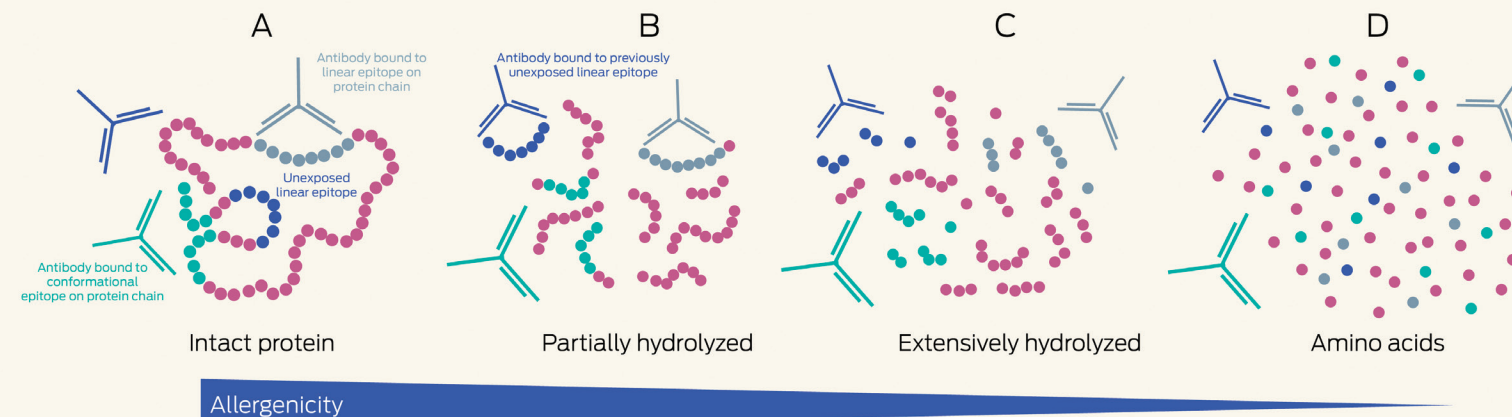 A
B
C
D
Antibody bound to
linear epitope on
protein chain
Unexposed
linear epitope
Antibody bound to
conformational
epitope on protein chain
Antibody bound to previously
unexposed linear epitope
Intact protein
Partially hydrolyzed
Extensively hydrolyzed
Amino acids
Allergenicity